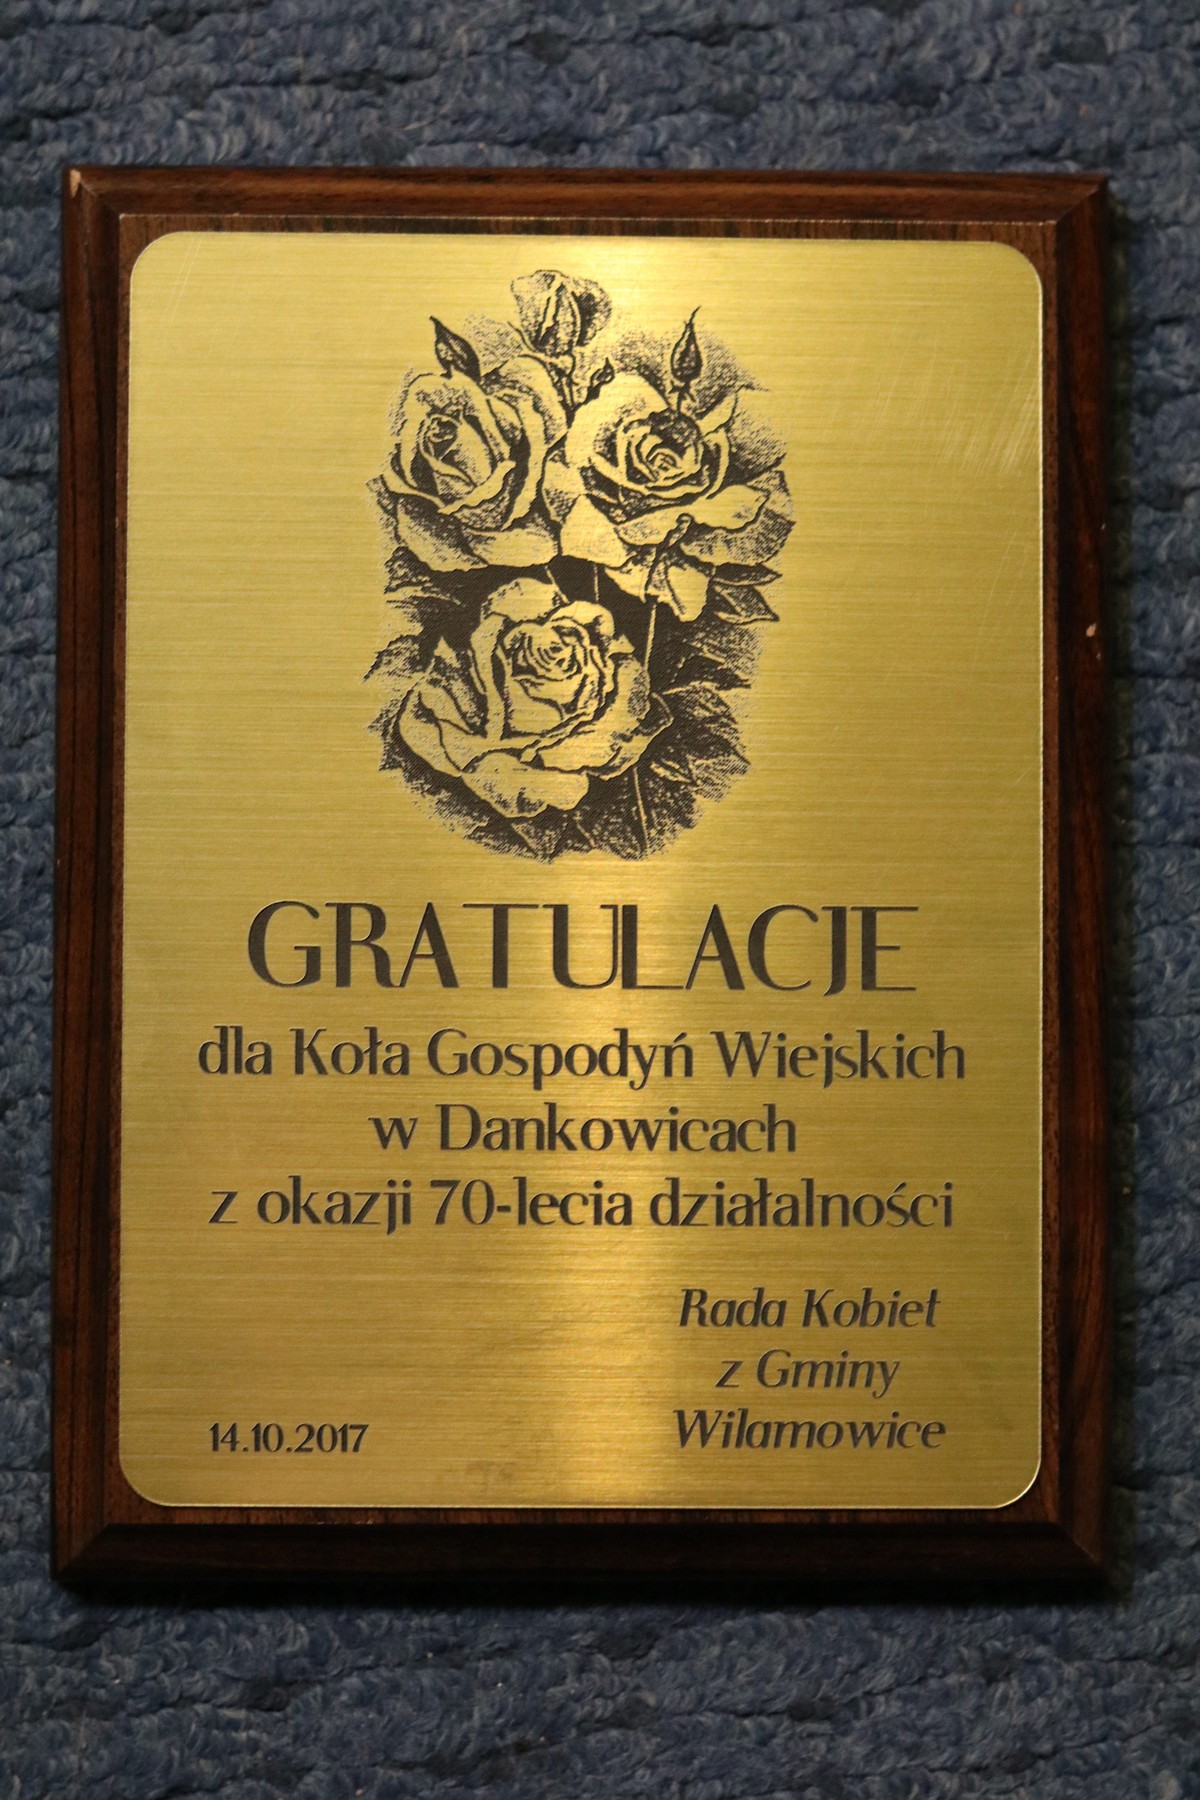 GRATULACJE
dla Koła Gospodyń Wiejskich
w Dankowicach
z okazji 70-lecia działalności
Rada Kobiet
z Gminy
Wilamowice
14.10.2017